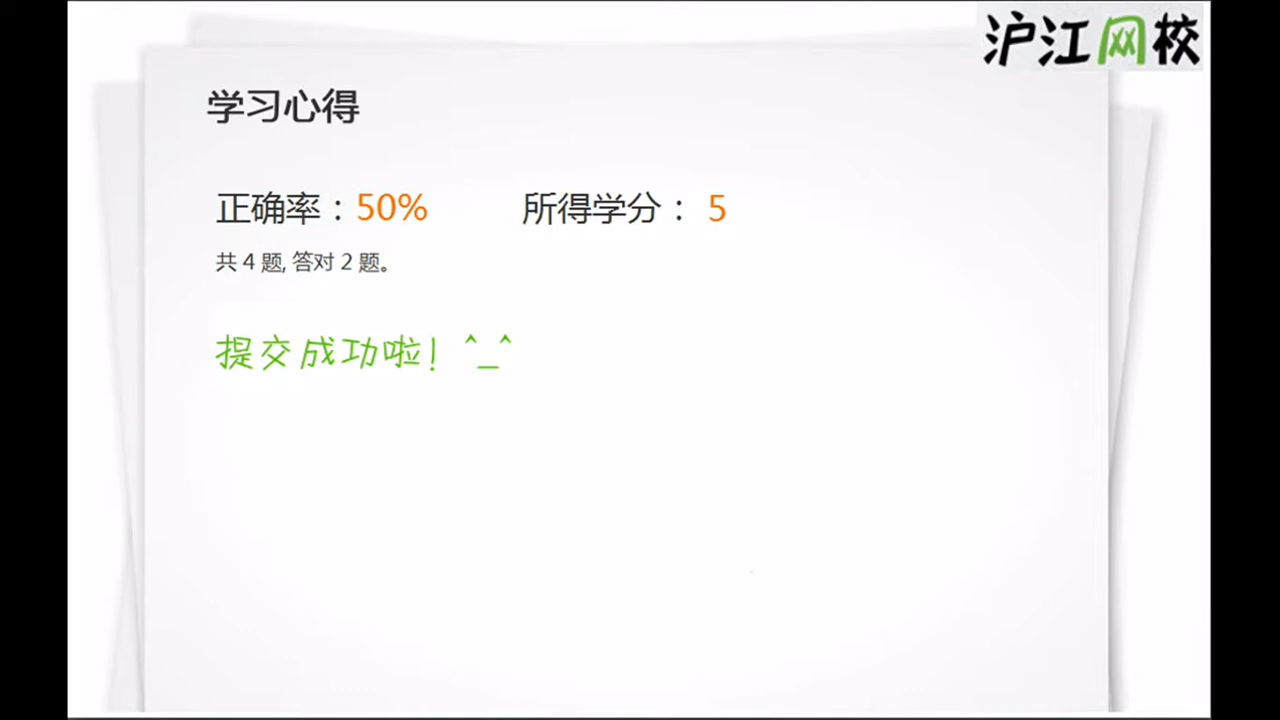 沪江网校
学习心得
正确率：50% 所得学分： 5
共 4 题, 答对 2 题。
提交成功啦！^_^